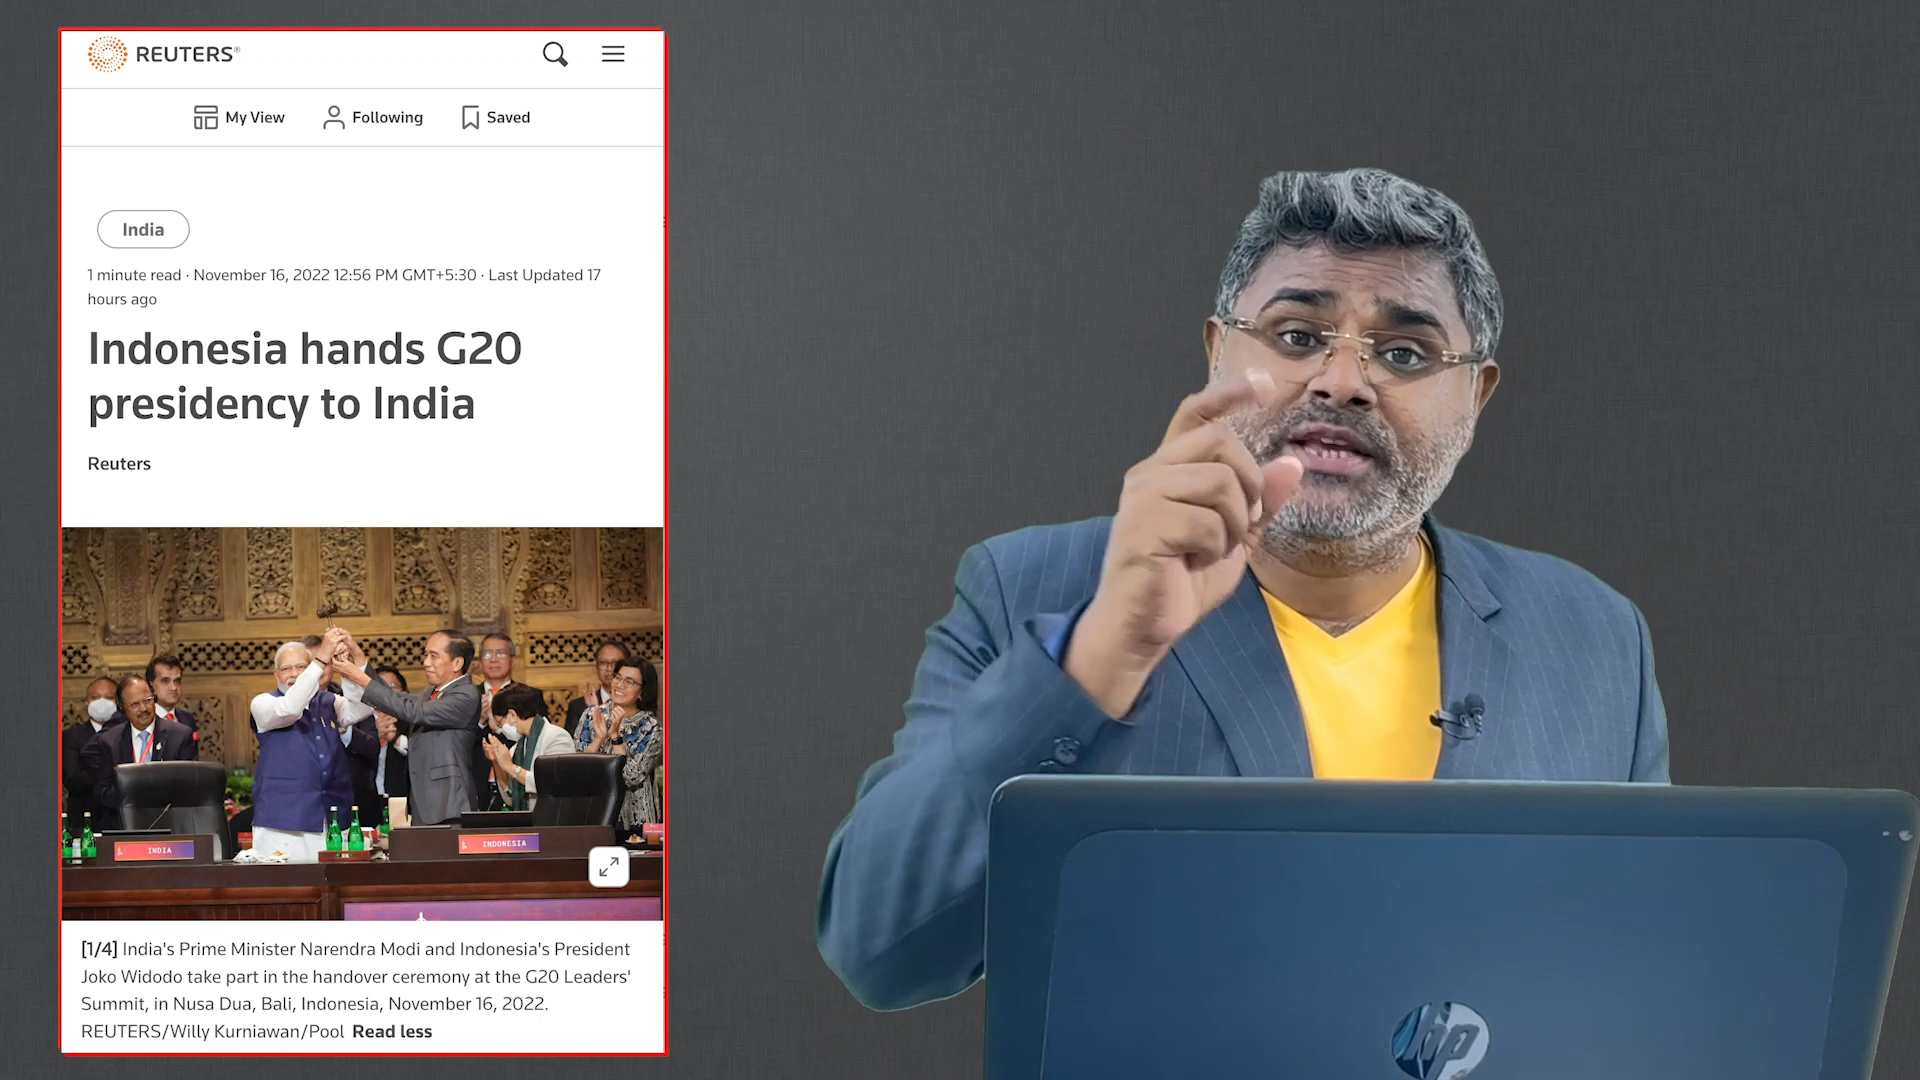 REUTERS®
My View Following Saved
India
1 minute read · November 16, 2022 12:56 PM GMT+5:30 · Last Updated 17
hours ago
Indonesia hands G20
presidency to India
Reuters
INDIA
INDONESIA
[1/4] India's Prime Minister Narendra Modi and Indonesia's President
Joko Widodo take part in the handover ceremony at the G20 Leaders'
Summit, in Nusa Dua, Bali, Indonesia, November 16, 2022.
REUTERS/Willy Kurniawan/Pool Read less
hp